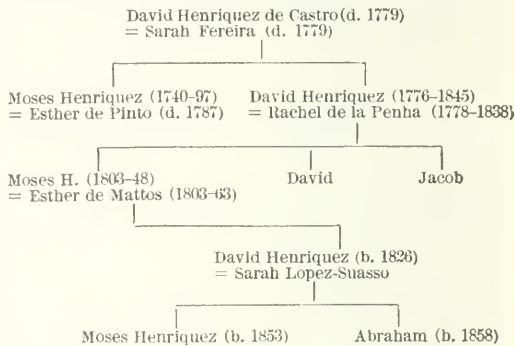 David Henriquez de Castro (d. 1779)
= Sarah Fereira (d. 1779)
Moses Henriquez (1740–97) David Henriquez (1776–1845)
= Esther de Pinto (d. 1787) = Rachel de la Penha (1778–1838)
Moses H. (1803–48) David Jacob
= Esther de Mattos (1803–63)
David Henriquez (b. 1826)
= Sarah Lopez-Suasso
Moses Henriquez (b. 1853) Abraham (b. 1858)